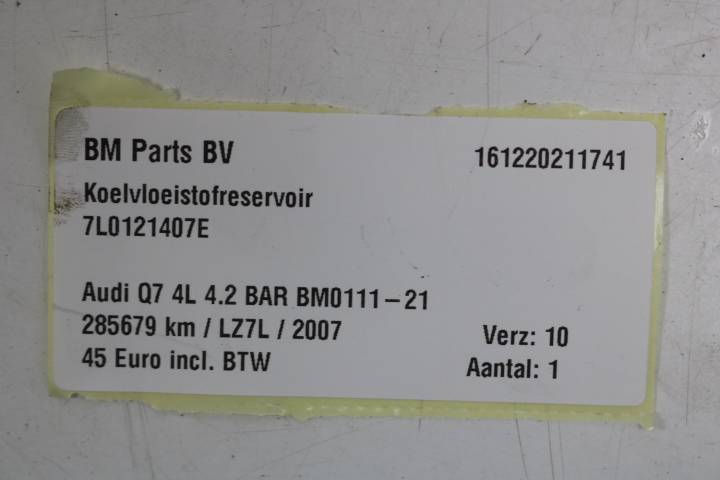 BM Parts BV 161220211741
Koelvloeistofreservoir
7L0121407E
Audi Q7 4L 4.2 BAR BM0111-21
285679 km / LZ7L / 2007 Verz: 10
45 Euro incl. BTW Aantal: 1